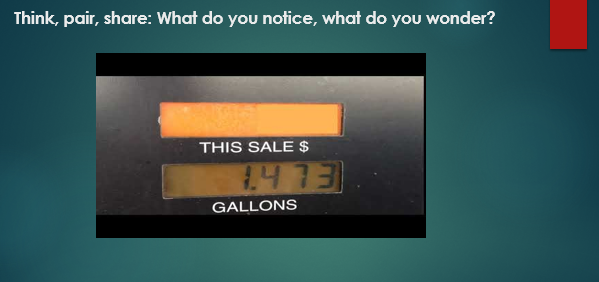 Think, pair, share: What do you notice, what do you wonder?
THIS SALE $
1.473
GALLONS